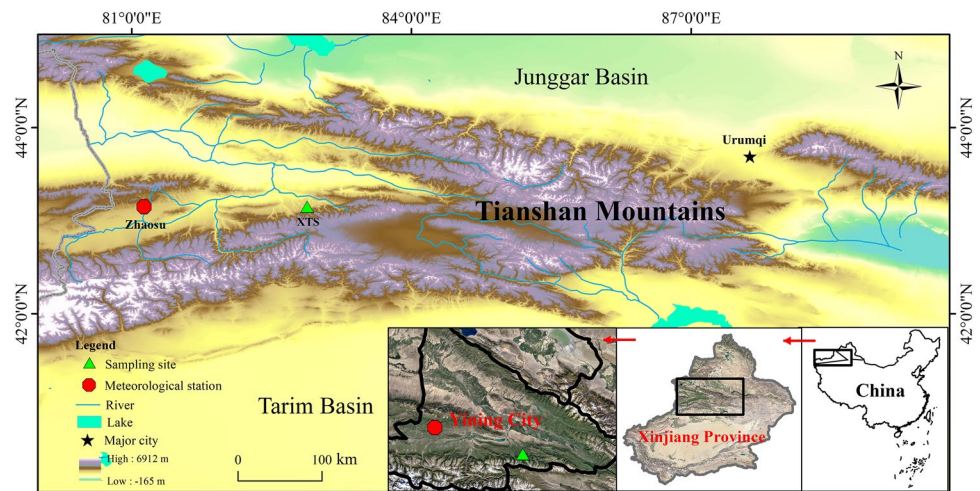 81°0'0"E
84°0'0"E
87°0'0"E
Junggar Basin
N
44°0'0"N
44°0'0"N
Urumqi
Tianshan Mountains
Zhaosu
XTS
42°0'0"N
42°0'0"N
Legend
Sampling site
Meteorological station
River
Lake
Major city
High : 6912 m
Low : -165 m
Tarim Basin
0
100 km
Yining City
Xinjiang Province
China